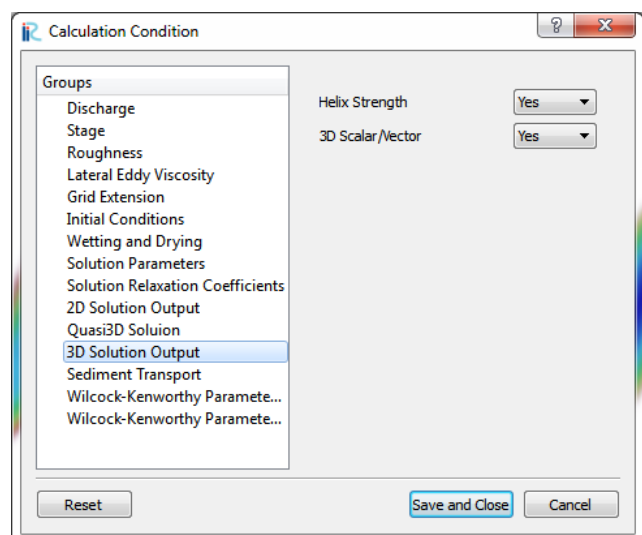 Calculation Condition
Groups
Discharge
Stage
Roughness
Lateral Eddy Viscosity
Grid Extension
Initial Conditions
Wetting and Drying
Solution Parameters
Solution Relaxation Coefficients
2D Solution Output
Quasi3D Soluion
3D Solution Output
Sediment Transport
Wilcock-Kenworthy Paramete...
Wilcock-Kenworthy Paramete...
Helix Strength Yes
3D Scalar/Vector Yes
Reset Save and Close Cancel